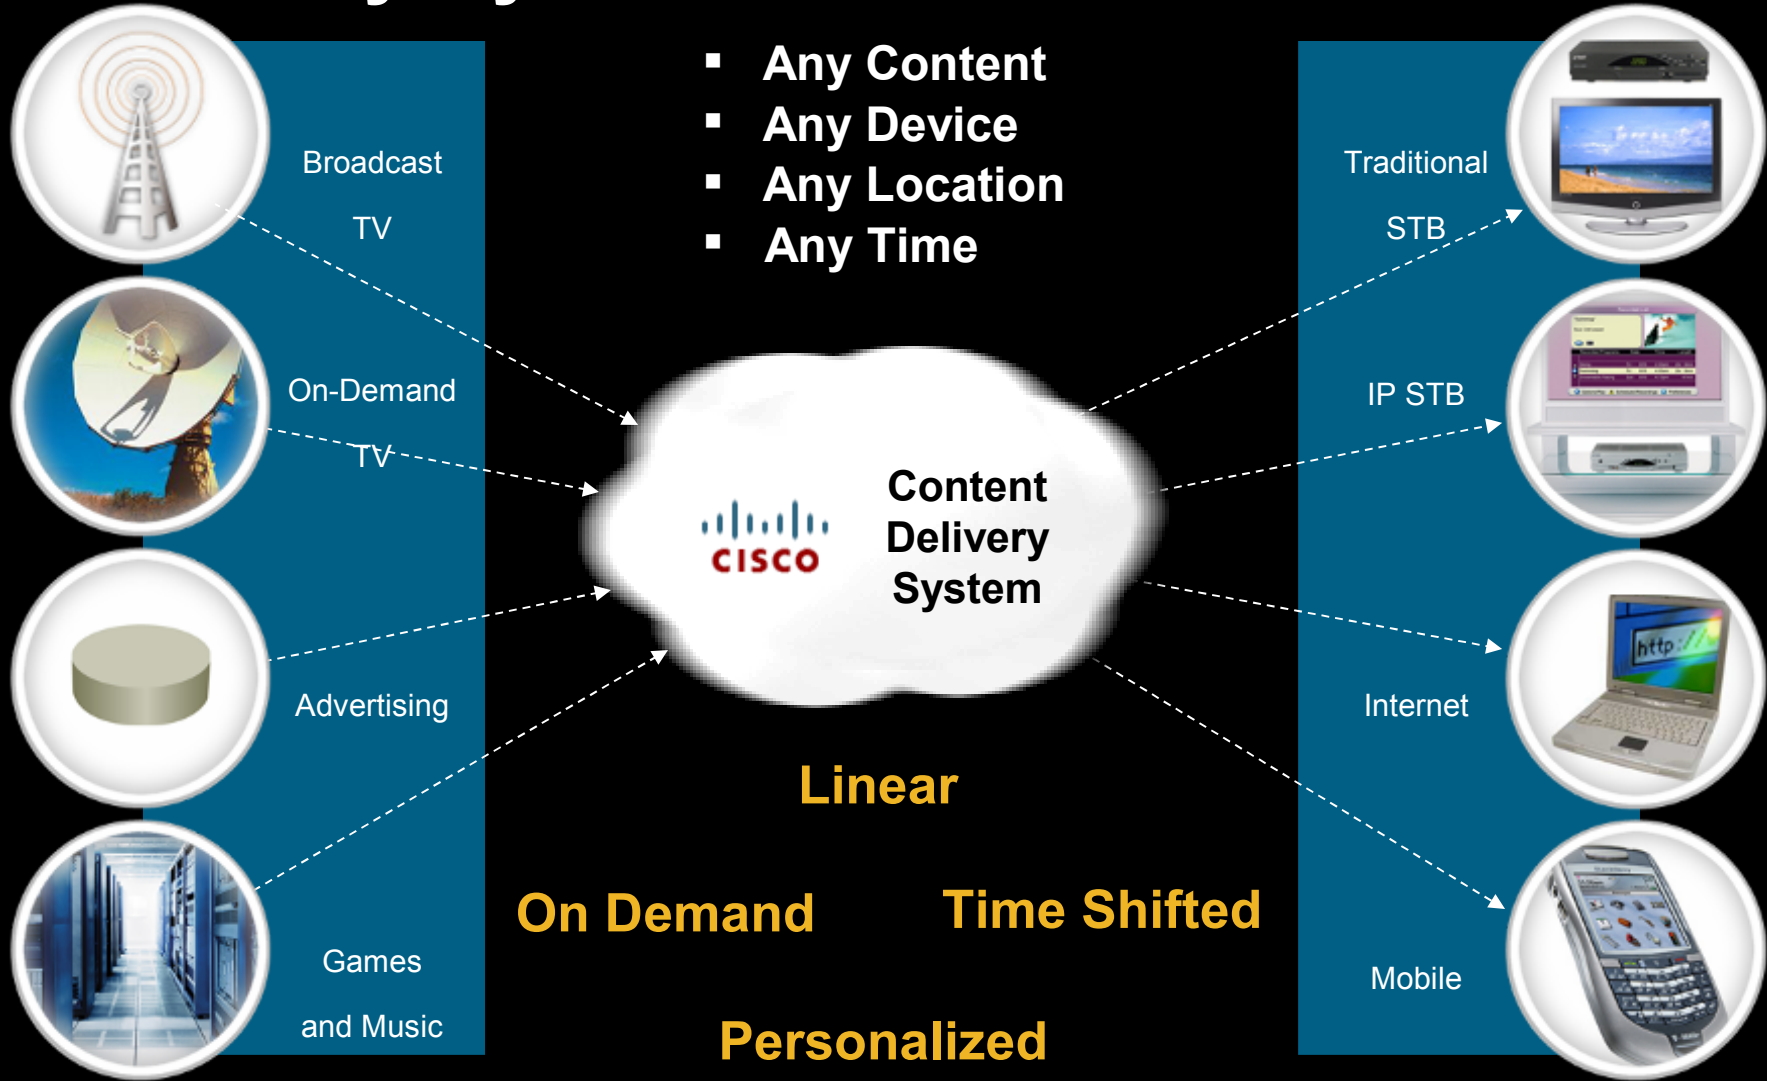 Any Content
Any Device
Any Location
Any Time
Broadcast
TV
On-Demand
TV
Advertising
Games
and Music
CISCO
Content
Delivery
System
Linear
On Demand
Time Shifted
Personalized
Traditional
STB
IP STB
Internet
http://
Mobile